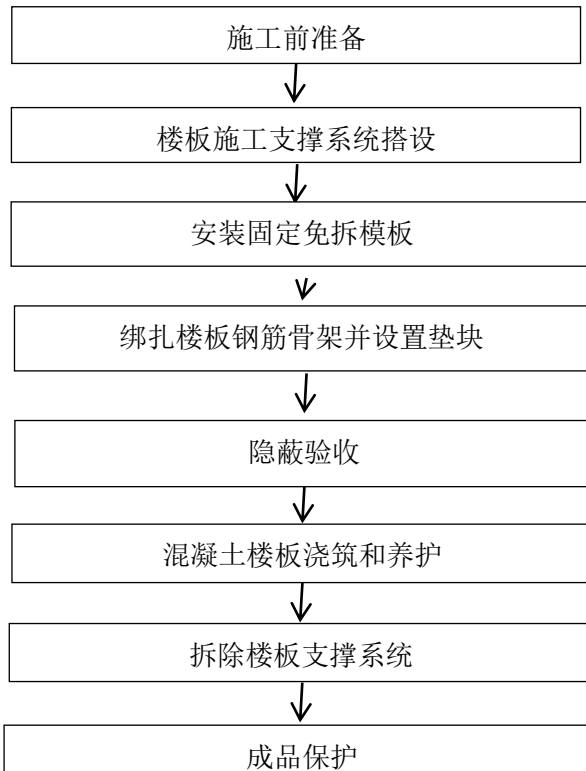 施工前准备
楼板施工支撑系统搭设
安装固定免拆模板
绑扎楼板钢筋骨架并设置垫块
隐蔽验收
混凝土楼板浇筑和养护
拆除楼板支撑系统
成品保护